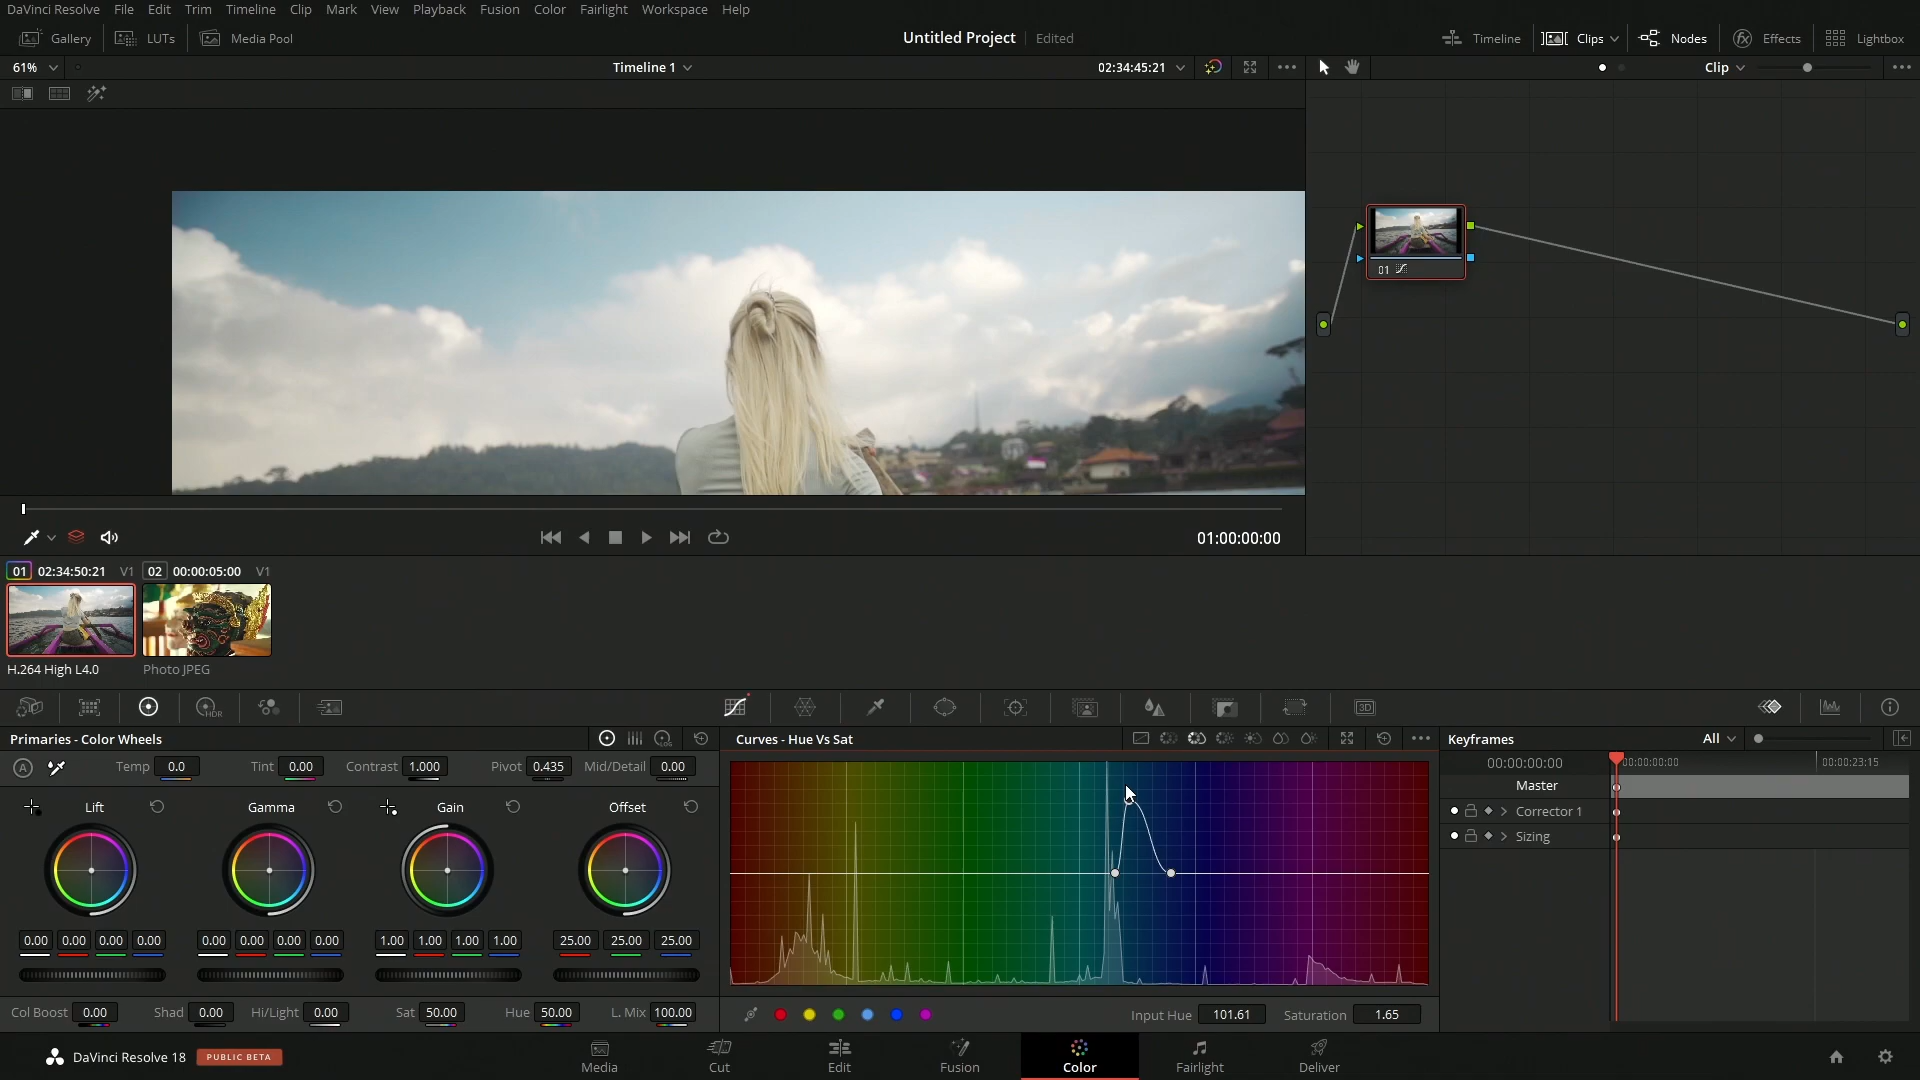 DaVinci Resolve File Edit Trim Timeline Clip Mark View Playback Fusion Color Fairlight Workspace Help
Gallery LUTs Media Pool Untitled Project Edited Timeline Clips Nodes Effects Lightbox
61% Timeline 1 02:34:45:21 Clip
01
01:00:00:00
01 02:34:50:21 V1 02 00:00:05:00 V1
H.264 High L4.0 Photo JPEG
HDR 3D
Primaries - Color Wheels LOG Curves - Hue Vs Sat Keyframes All
A Temp 0.0 Tint 0.00 Contrast 1.000 Pivot 0.435 Mid/Detail 0.00 00:00:00:00 00:00:00:00 00:00:23:15
Master
Lift Gamma Gain Offset Corrector 1
Sizing
0.00 0.00 0.00 0.00 0.00 0.00 0.00 0.00 1.00 1.00 1.00 1.00 25.00 25.00 25.00
Col Boost 0.00 Shad 0.00 Hi/Light 0.00 Sat 50.00 Hue 50.00 L. Mix 100.00 Input Hue 101.61 Saturation 1.65
DaVinci Resolve 18 PUBLIC BETA Media Cut Edit Fusion Color Fairlight Deliver